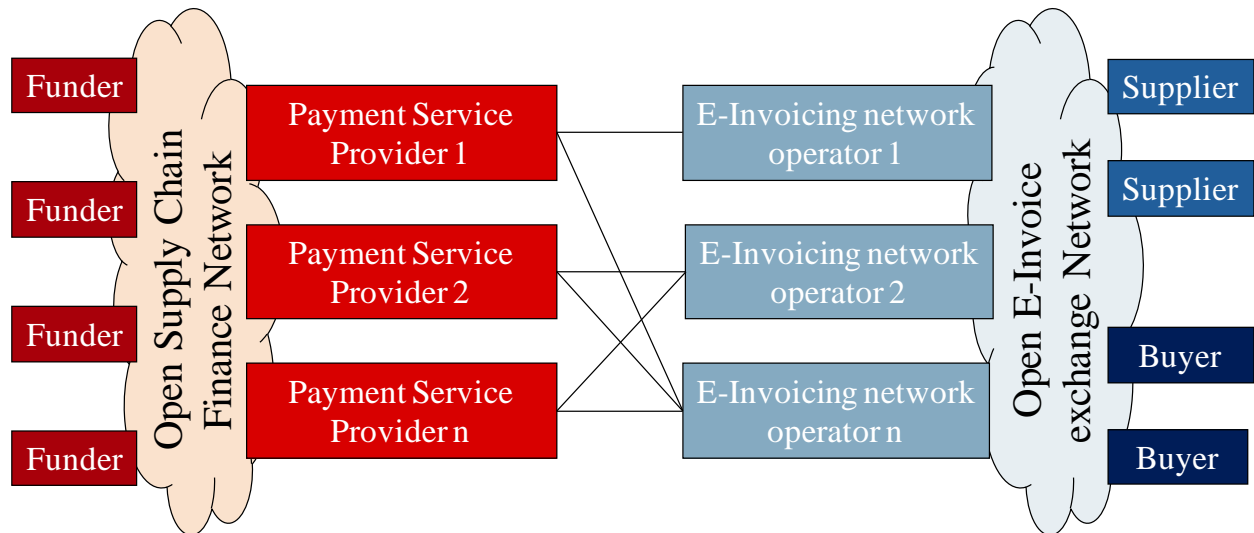 Funder
Funder
Funder
Funder
Open Supply Chain
Finance Network
Payment Service
Provider 1
Payment Service
Provider 2
Payment Service
Provider n
E-Invoicing network
operator 1
E-Invoicing network
operator 2
E-Invoicing network
operator n
Open E-Invoice
exchange Network
Supplier
Supplier
Buyer
Buyer